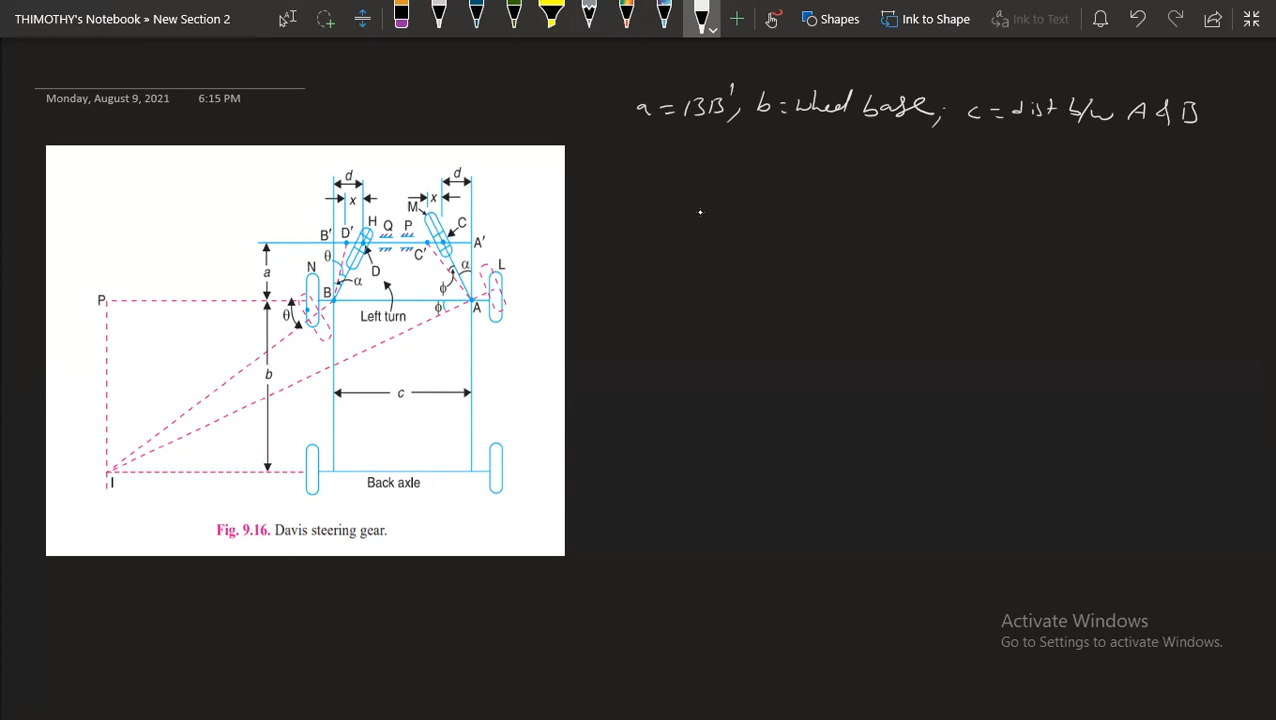 THIMOTHY's Notebook » New Section 2
Shapes
Ink to Shape
Ink to Text
Monday, August 9, 2021 6:15 PM
a = BB', b = wheel base; c = dist b/w A & B
d d
x x
M
H Q P C
B' D' C' A'
θ
a N α D α L
ϕ
P B A
θ Left turn ϕ
b
c
I
Back axle
Fig. 9.16. Davis steering gear.
Activate Windows
Go to Settings to activate Windows.